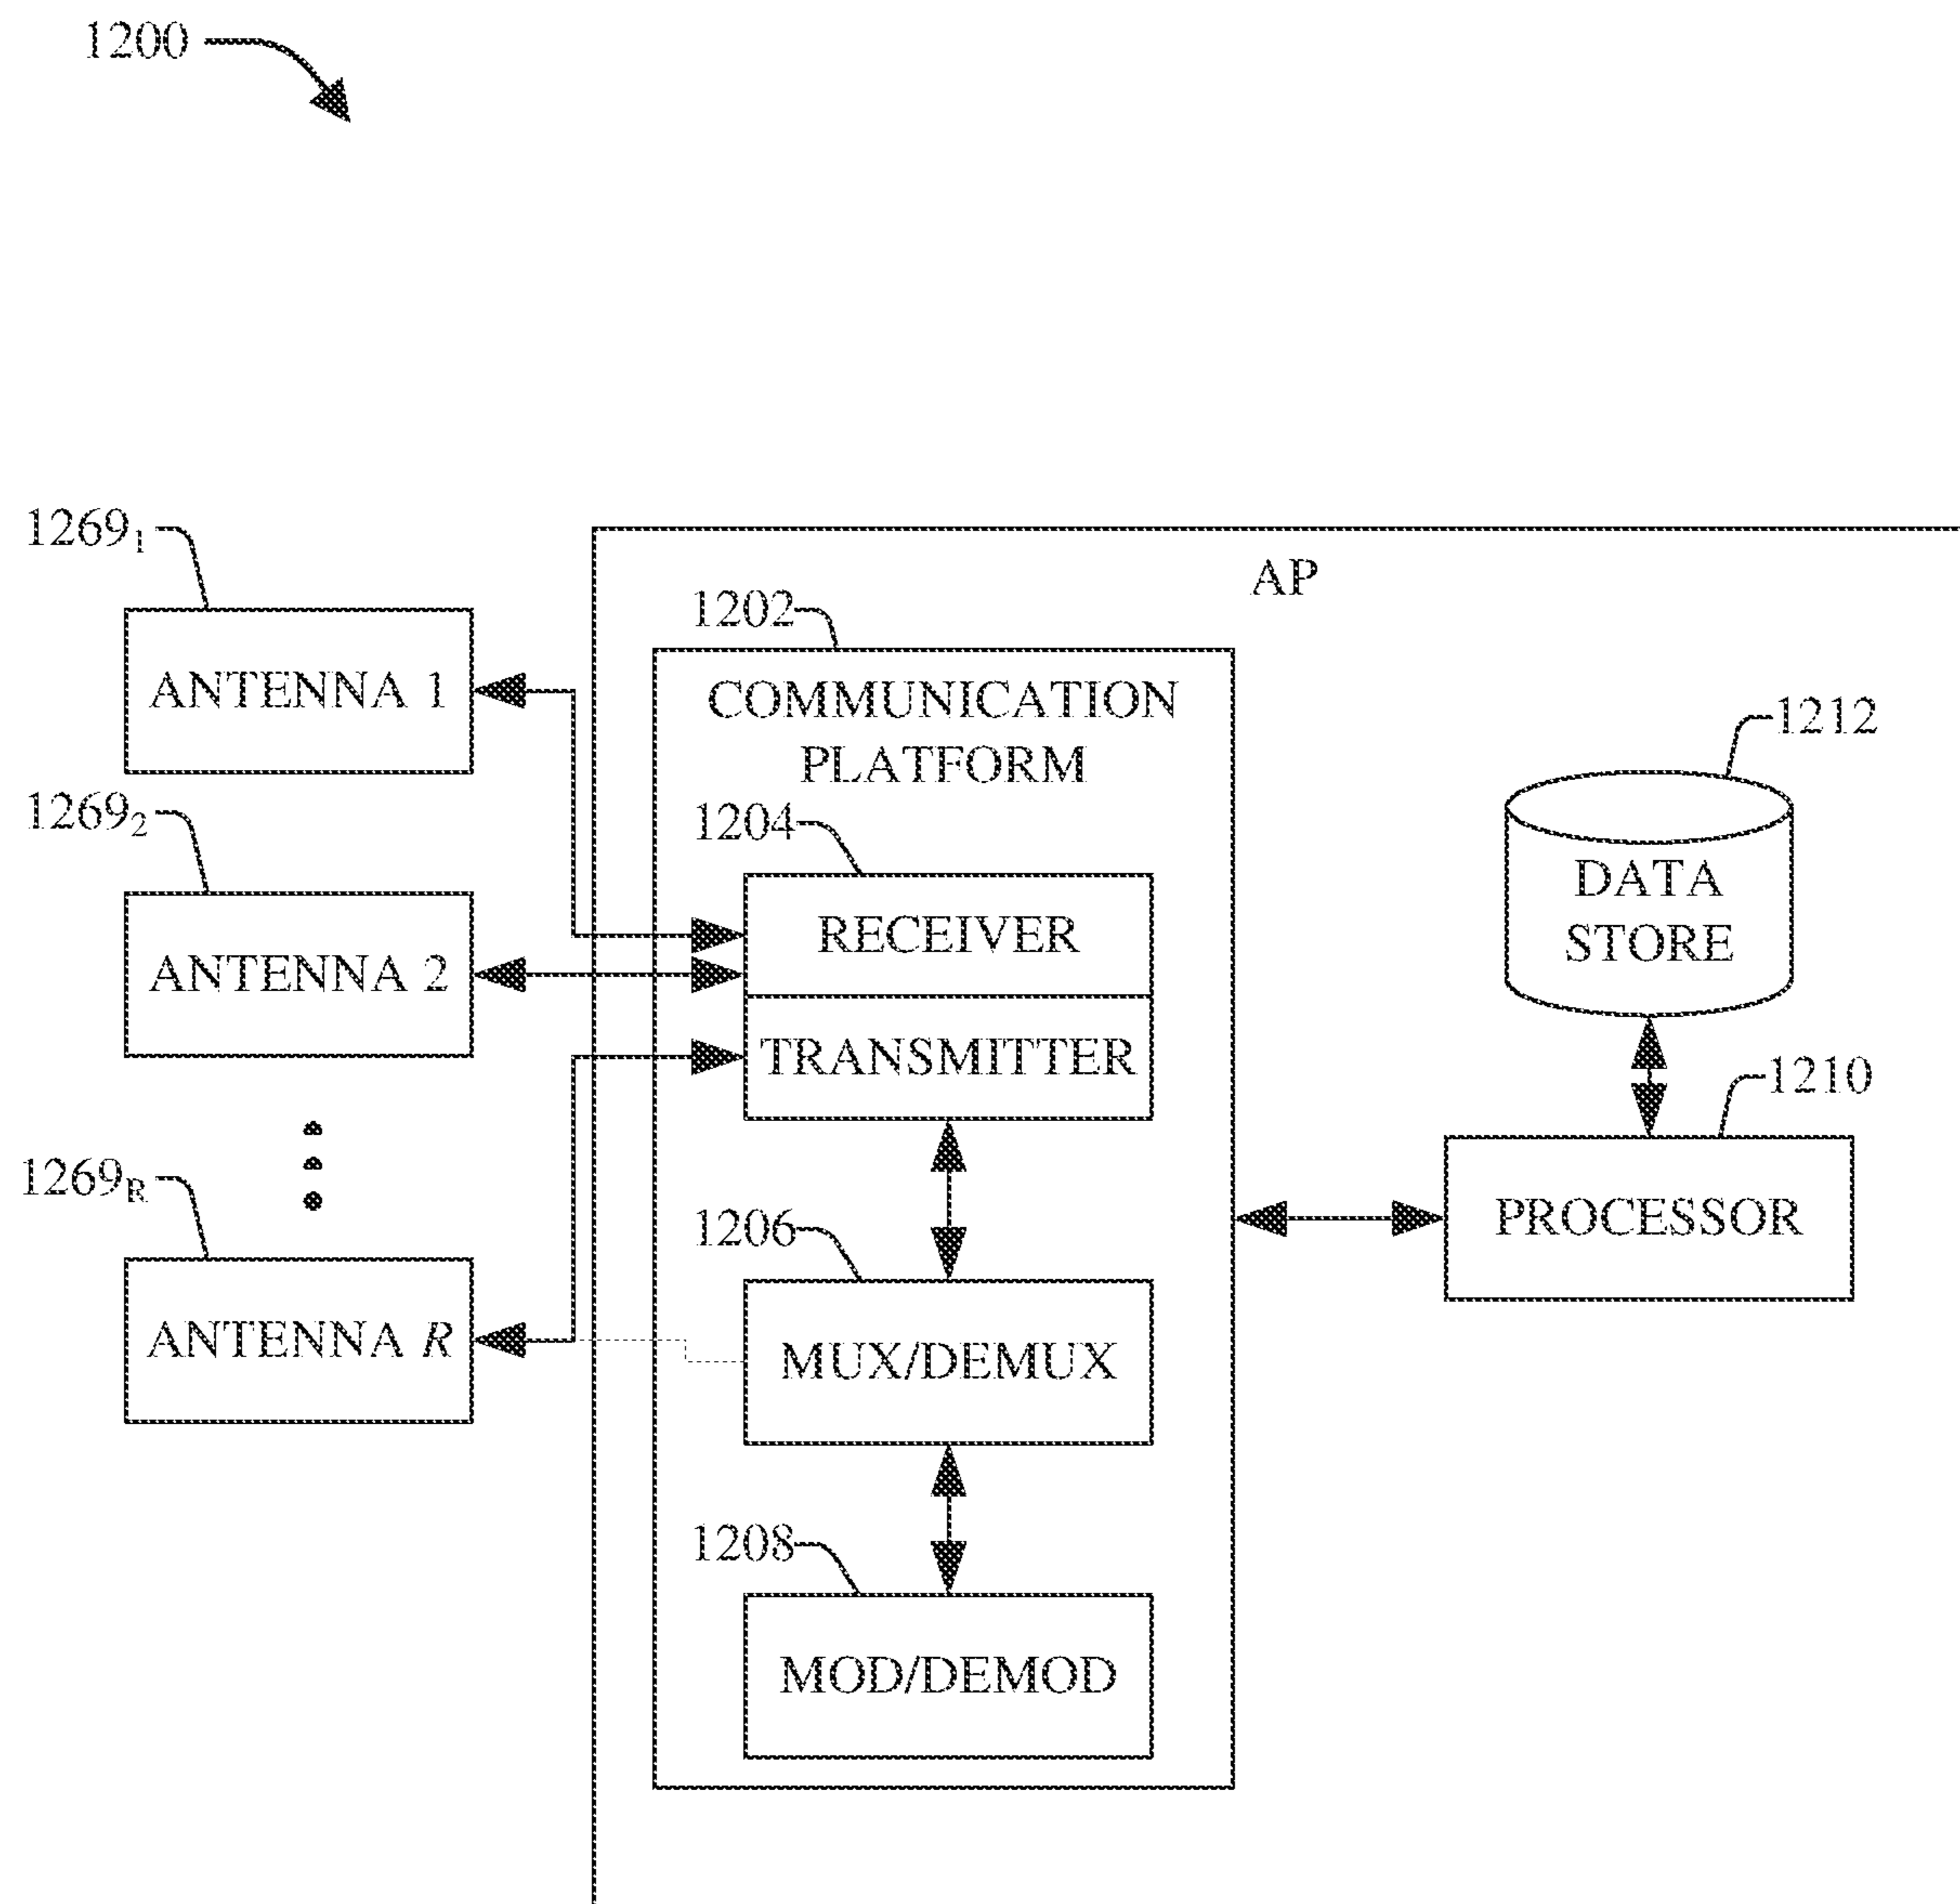 1200
1269₁
AP
1202
ANTENNA 1
COMMUNICATION
PLATFORM
1212
1269₂
1204
DATA
STORE
RECEIVER
ANTENNA 2
TRANSMITTER
1210
1269R
1206
PROCESSOR
ANTENNA R
MUX/DEMUX
1208
MOD/DEMOD